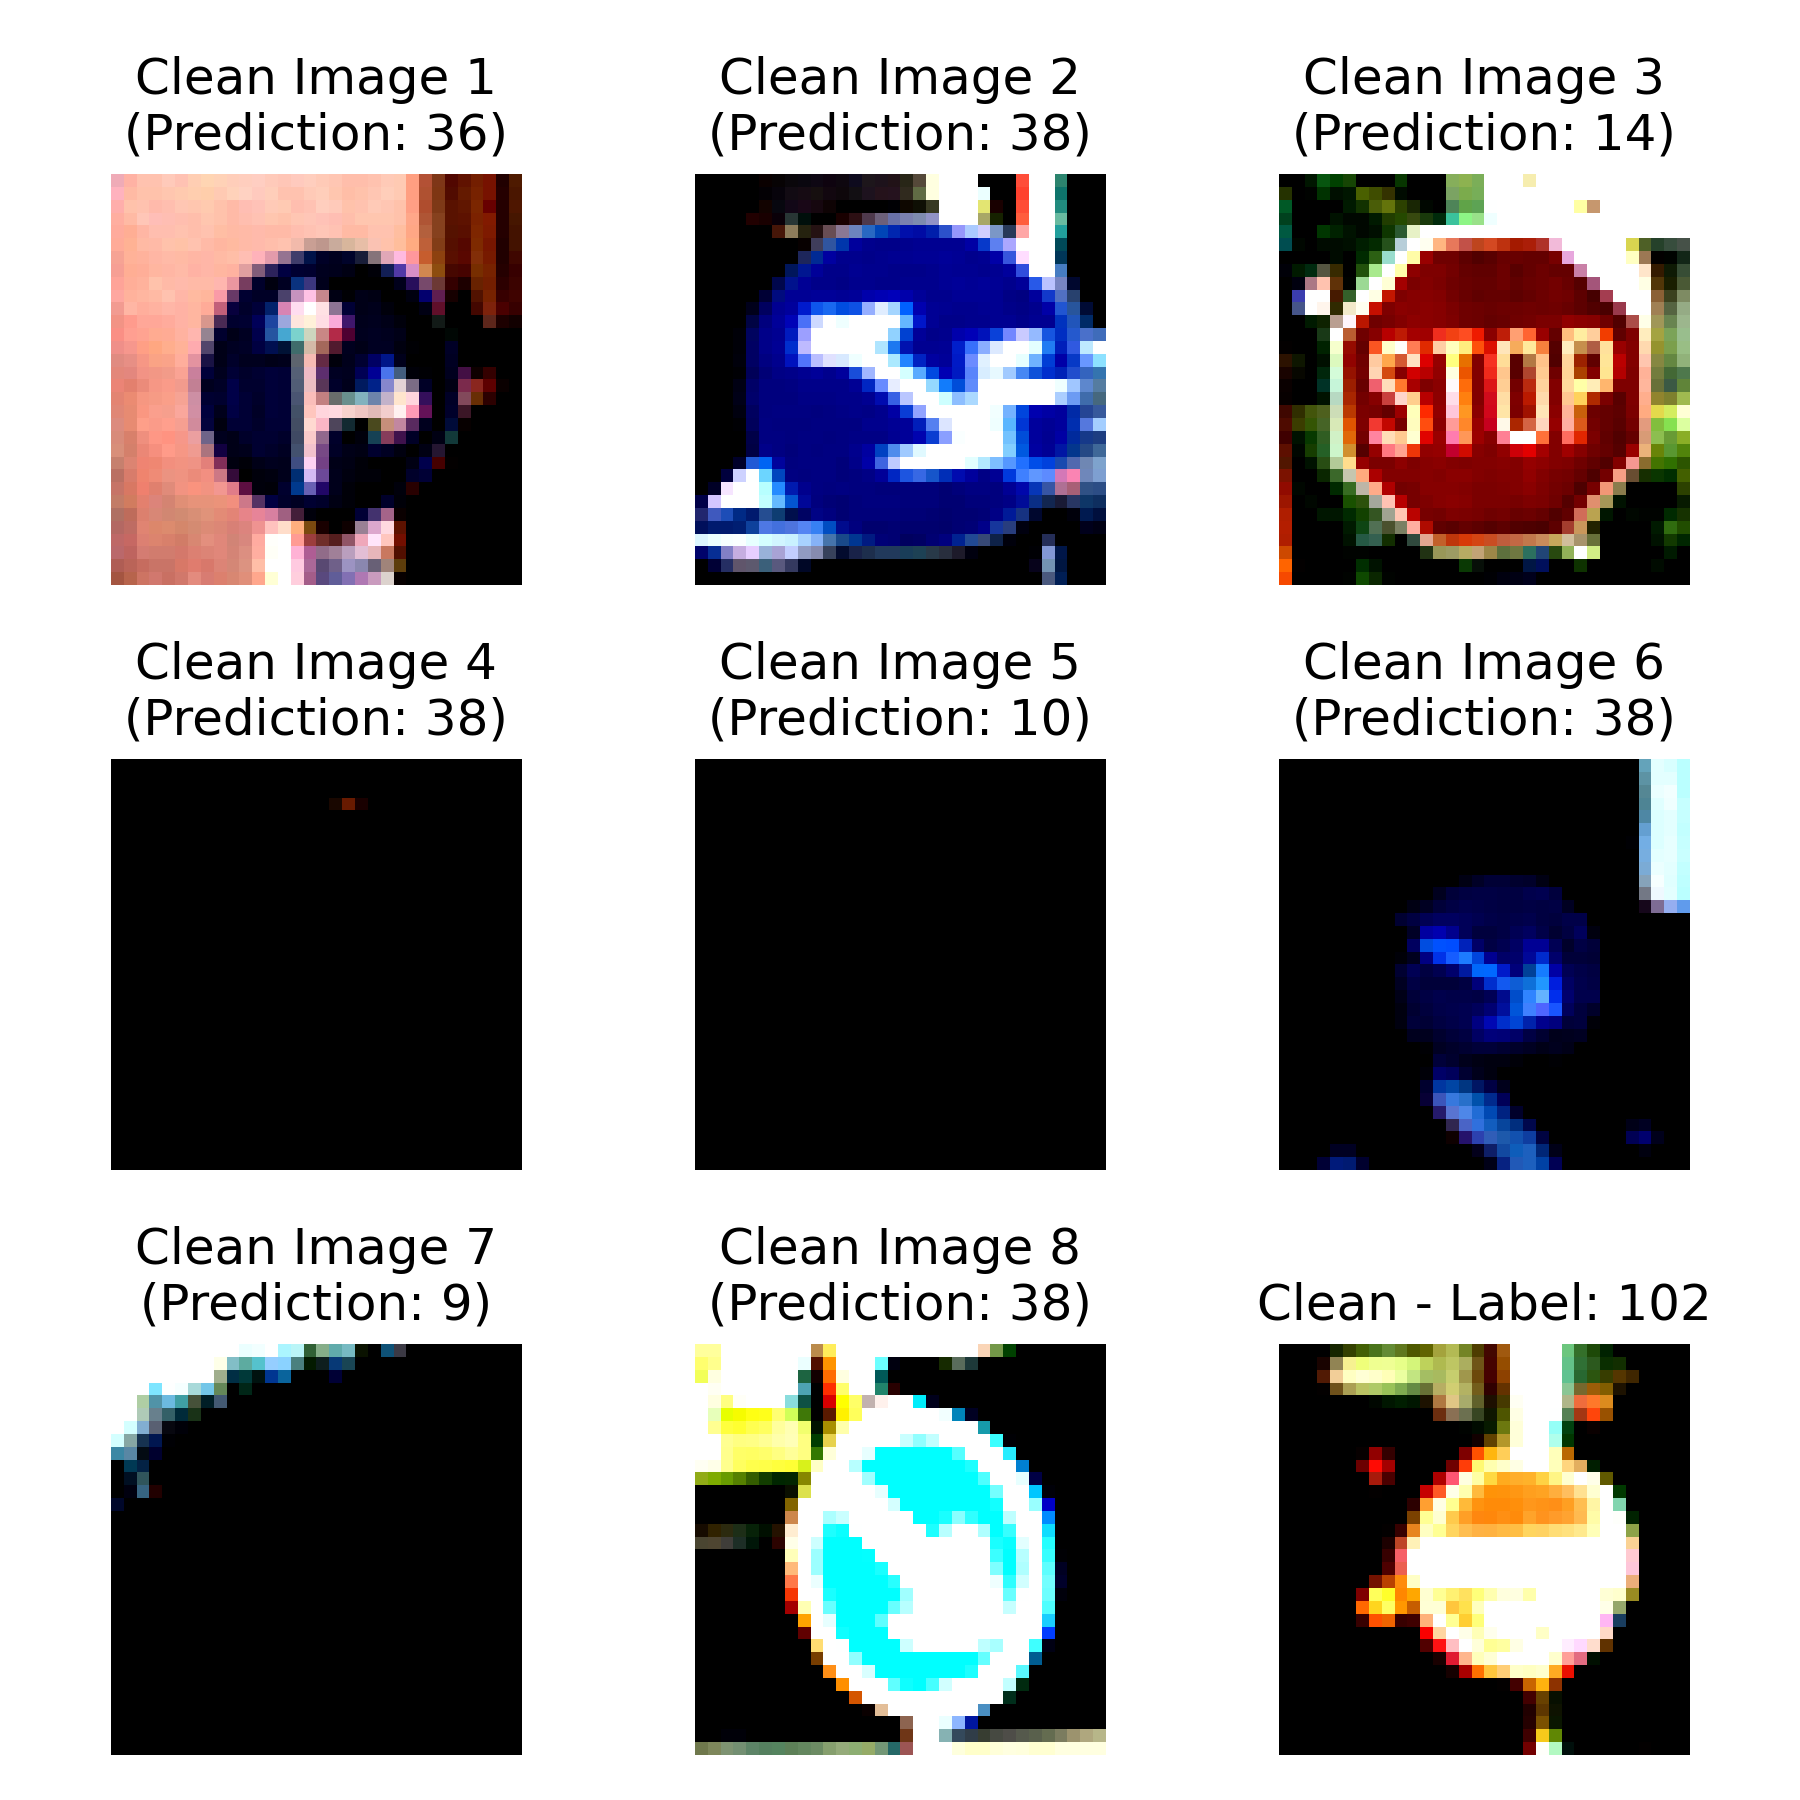 Clean Image 1
(Prediction: 36)
Clean Image 2
(Prediction: 38)
Clean Image 3
(Prediction: 14)
STOP
Clean Image 4
(Prediction: 38)
Clean Image 5
(Prediction: 10)
Clean Image 6
(Prediction: 38)
Clean Image 7
(Prediction: 9)
Clean Image 8
(Prediction: 38)
Clean - Label: 102